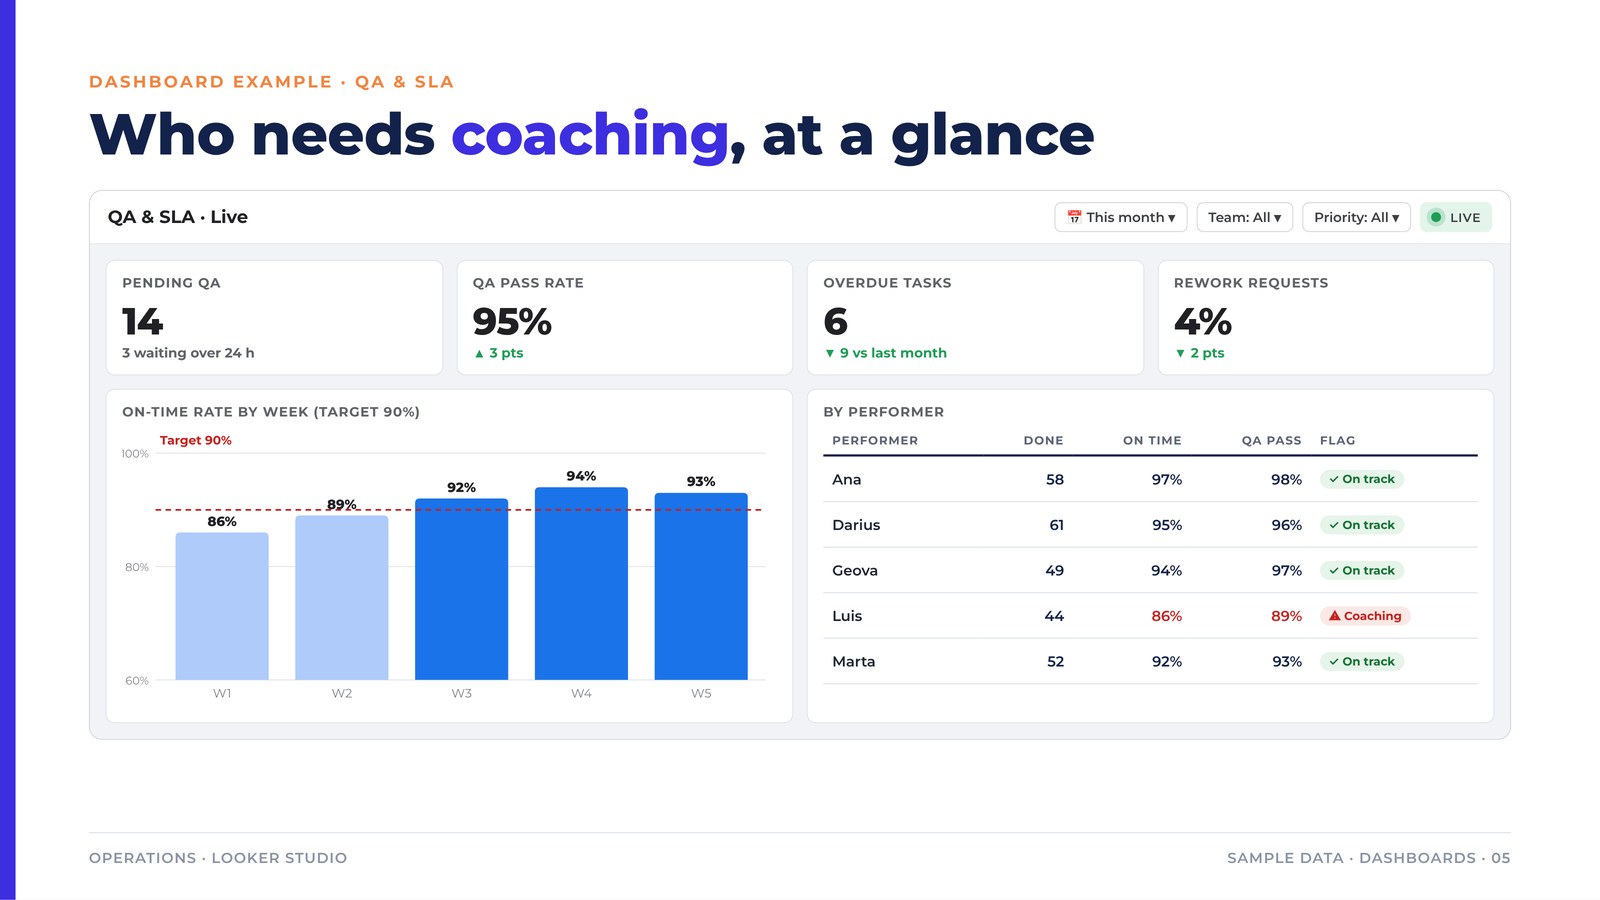 DASHBOARD EXAMPLE · QA & SLA
Who needs coaching, at a glance
QA & SLA · Live
📅 This month ▾
Team: All ▾
Priority: All ▾
LIVE
PENDING QA
14
3 waiting over 24 h
QA PASS RATE
95%
▲ 3 pts
OVERDUE TASKS
6
▼ 9 vs last month
REWORK REQUESTS
4%
▼ 2 pts
ON-TIME RATE BY WEEK (TARGET 90%)
Target 90%
100%
80%
60%
86%
89%
92%
94%
93%
W1 W2 W3 W4 W5
BY PERFORMER
PERFORMER DONE ON TIME QA PASS FLAG
Ana 58 97% 98% ✓ On track
Darius 61 95% 96% ✓ On track
Geova 49 94% 97% ✓ On track
Luis 44 86% 89% ▲ Coaching
Marta 52 92% 93% ✓ On track
OPERATIONS · LOOKER STUDIO
SAMPLE DATA · DASHBOARDS · 05